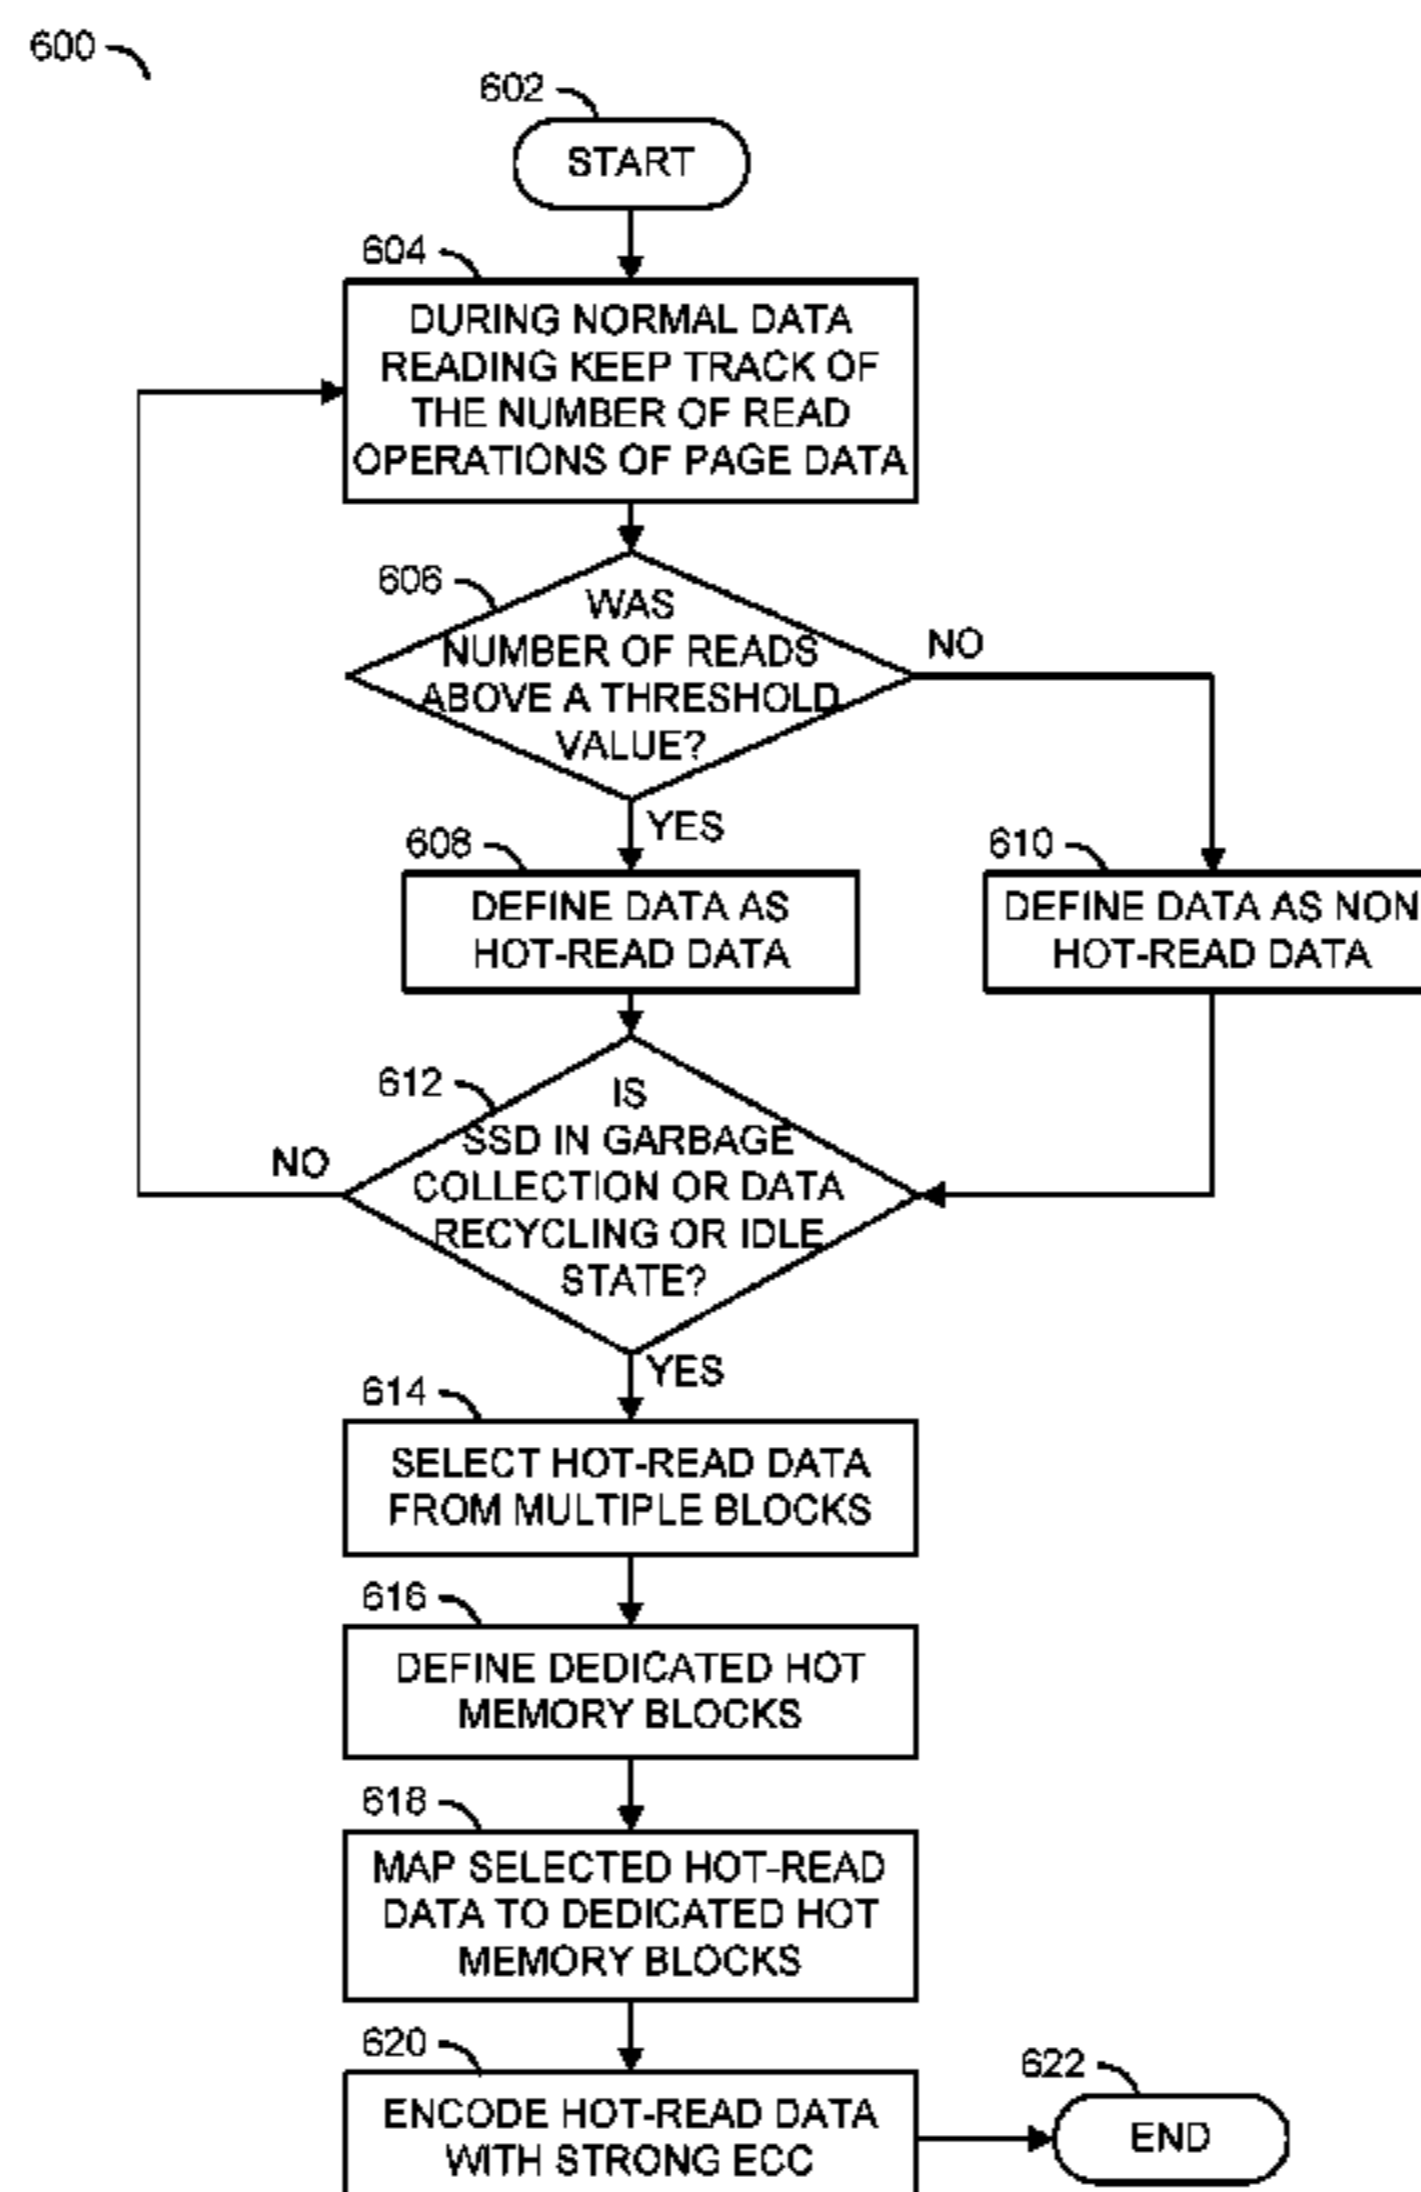 600
602
START
604
DURING NORMAL DATA
READING KEEP TRACK OF
THE NUMBER OF READ
OPERATIONS OF PAGE DATA
606
WAS
NUMBER OF READS
ABOVE A THRESHOLD
VALUE?
NO
YES
608
DEFINE DATA AS
HOT-READ DATA
610
DEFINE DATA AS NON
HOT-READ DATA
612
IS
SSD IN GARBAGE
COLLECTION OR DATA
RECYCLING OR IDLE
STATE?
NO
YES
614
SELECT HOT-READ DATA
FROM MULTIPLE BLOCKS
616
DEFINE DEDICATED HOT
MEMORY BLOCKS
618
MAP SELECTED HOT-READ
DATA TO DEDICATED HOT
MEMORY BLOCKS
620
ENCODE HOT-READ DATA
WITH STRONG ECC
622
END